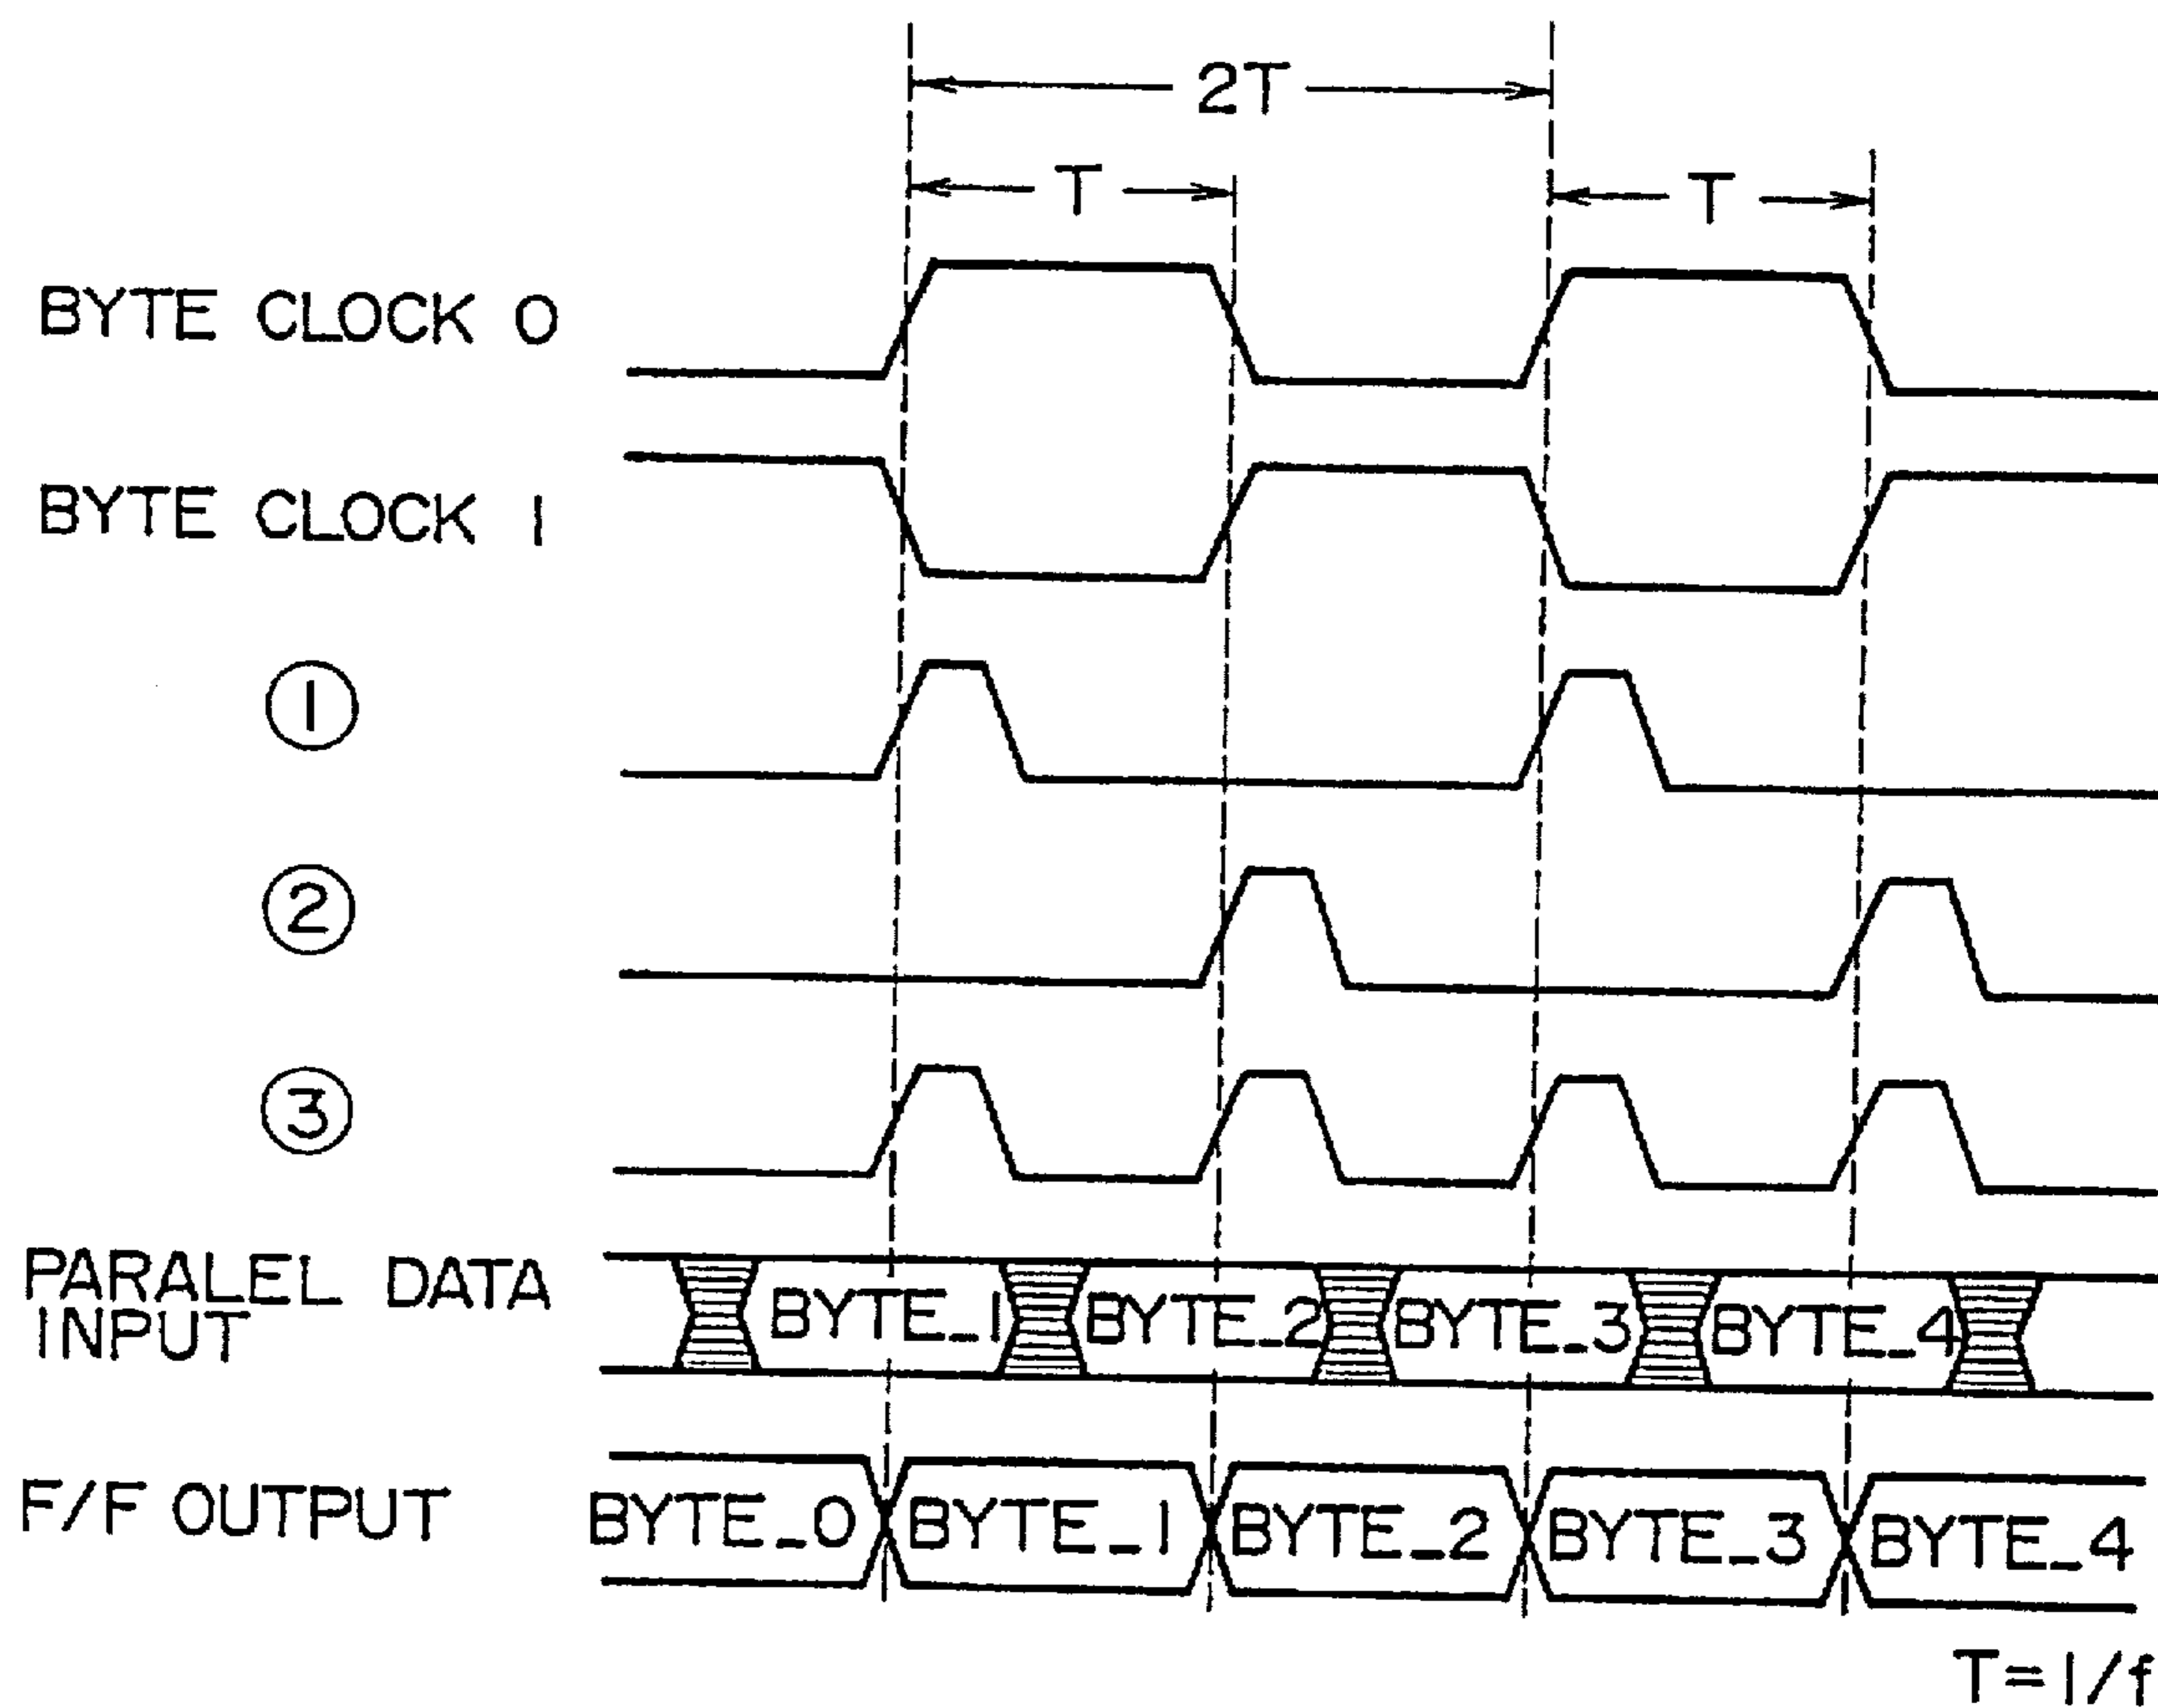 2T
T
T
BYTE CLOCK 0
BYTE CLOCK 1
①
②
③
PARALEL DATA
INPUT
BYTE_1
BYTE_2
BYTE_3
BYTE_4
F/F OUTPUT
BYTE_0
BYTE_1
BYTE_2
BYTE_3
BYTE_4
T=1/f